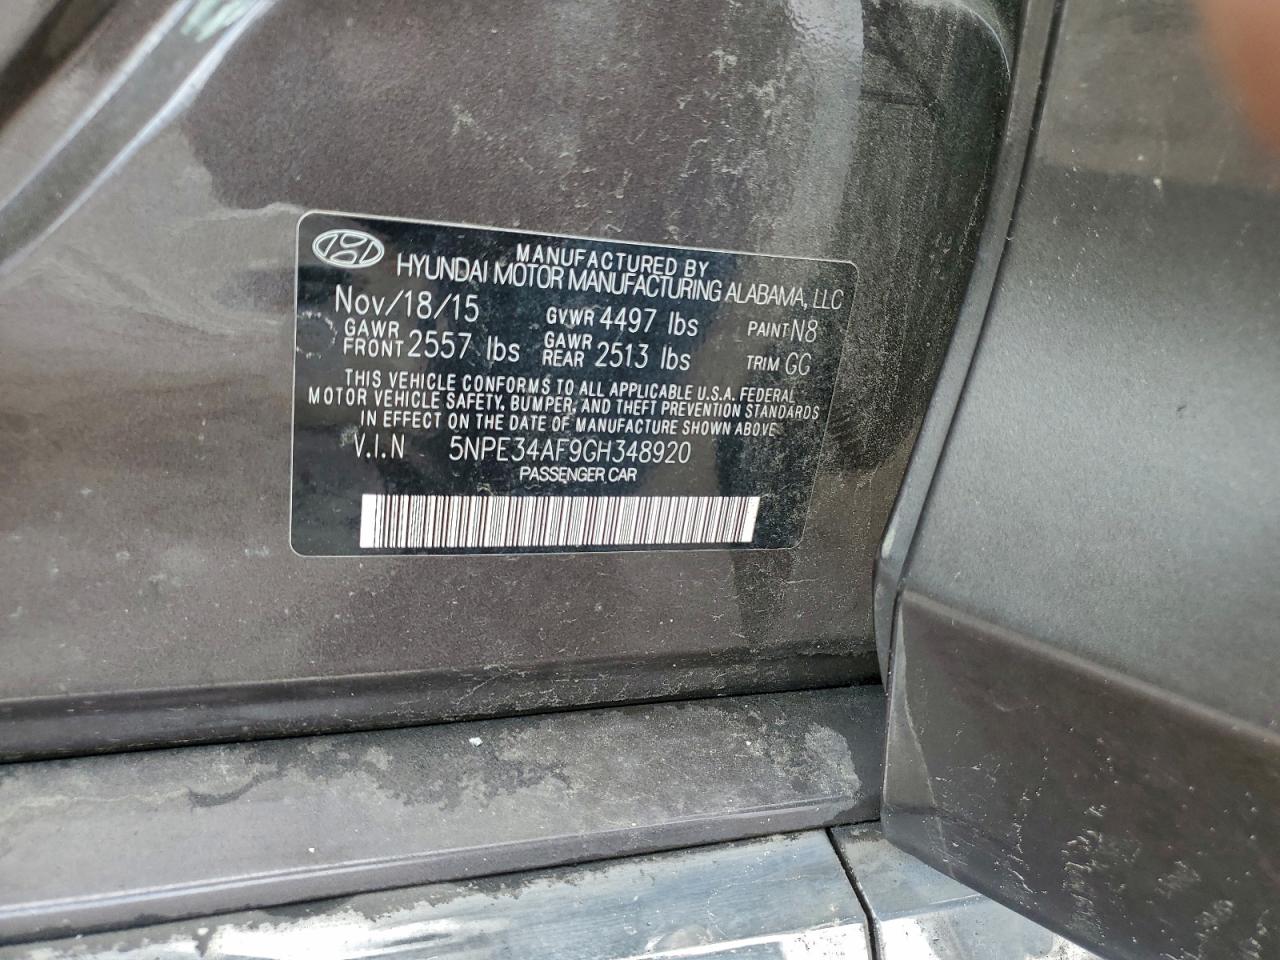 MANUFACTURED BY
HYUNDAI MOTOR MANUFACTURING ALABAMA, LLC
Nov/18/15 GVWR 4497 lbs PAINT N8
GAWR FRONT 2557 lbs GAWR REAR 2513 lbs TRIM GG
THIS VEHICLE CONFORMS TO ALL APPLICABLE U.S.A. FEDERAL
MOTOR VEHICLE SAFETY, BUMPER, AND THEFT PREVENTION STANDARDS
IN EFFECT ON THE DATE OF MANUFACTURE SHOWN ABOVE
V.I.N 5NPE34AF9GH348920
PASSENGER CAR